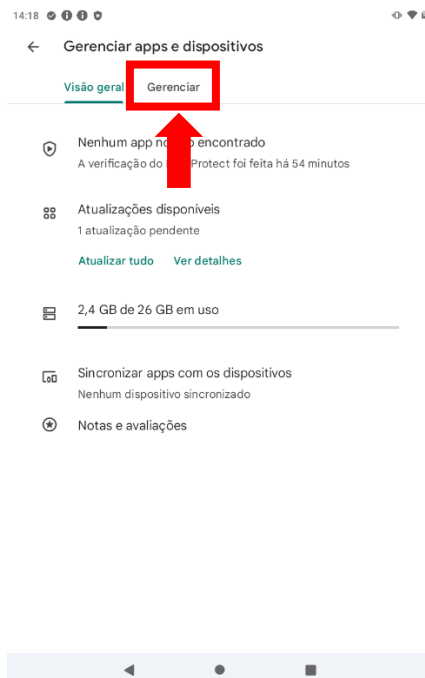 14:18
Gerenciar apps e dispositivos
Visão geral
Gerenciar
Nenhum app no o encontrado
A verificação do Protect foi feita há 54 minutos
Atualizações disponíveis
1 atualização pendente
Atualizar tudo Ver detalhes
2,4 GB de 26 GB em uso
Sincronizar apps com os dispositivos
Nenhum dispositivo sincronizado
Notas e avaliações